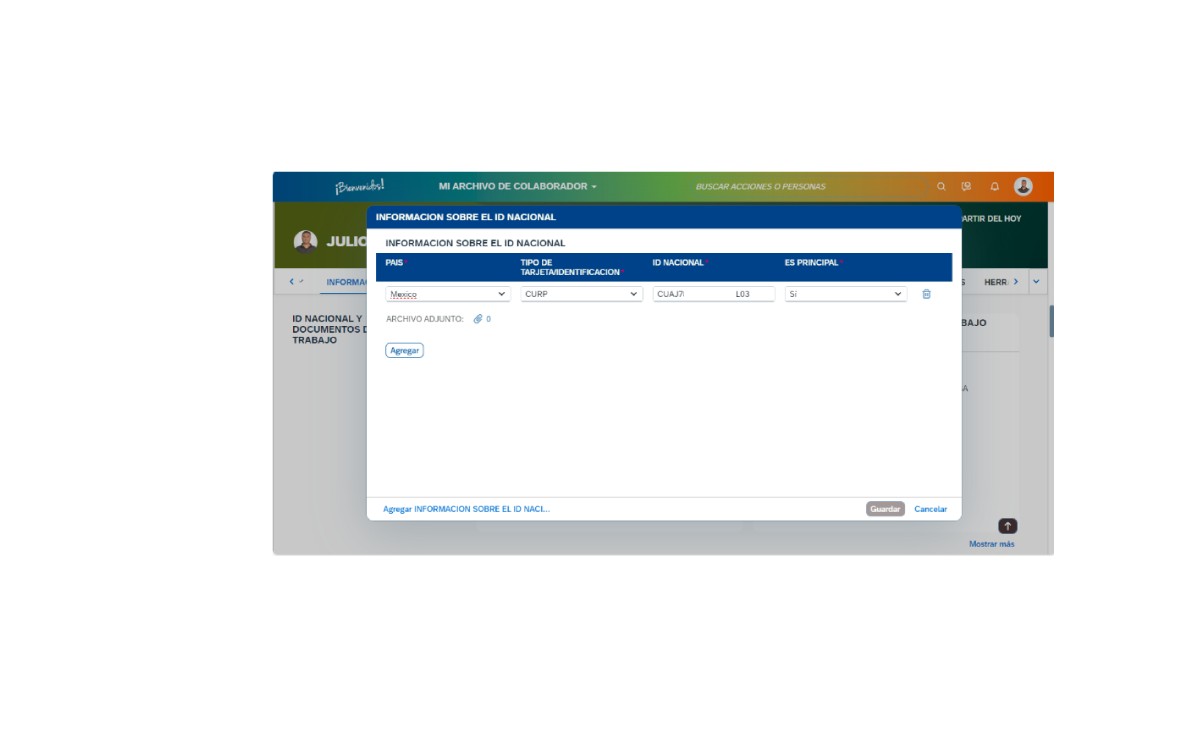 ¡Bienvenidos!
MI ARCHIVO DE COLABORADOR
BUSCAR ACCIONES O PERSONAS
INFORMACION SOBRE EL ID NACIONAL
ARTIR DEL HOY
JULIO
INFORMACION SOBRE EL ID NACIONAL
PAIS*
TIPO DE TARJETA/IDENTIFICACION*
ID NACIONAL*
ES PRINCIPAL*
INFORMA
S
HERR
Mexico
CURP
CUAJ7 L03
Sí
ARCHIVO ADJUNTO: 0
ID NACIONAL Y
DOCUMENTOS D
TRABAJO
BAJO
Agregar
A
Agregar INFORMACION SOBRE EL ID NACI...
Guardar
Cancelar
Mostrar más